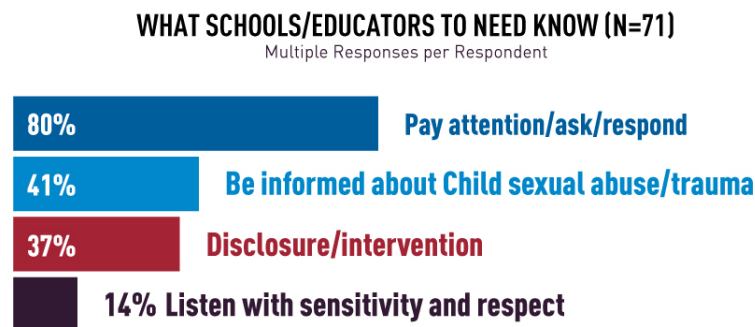 WHAT SCHOOLS/EDUCATORS TO NEED KNOW (N=71)
Multiple Responses per Respondent
80% Pay attention/ask/respond
41% Be informed about Child sexual abuse/trauma
37% Disclosure/intervention
14% Listen with sensitivity and respect